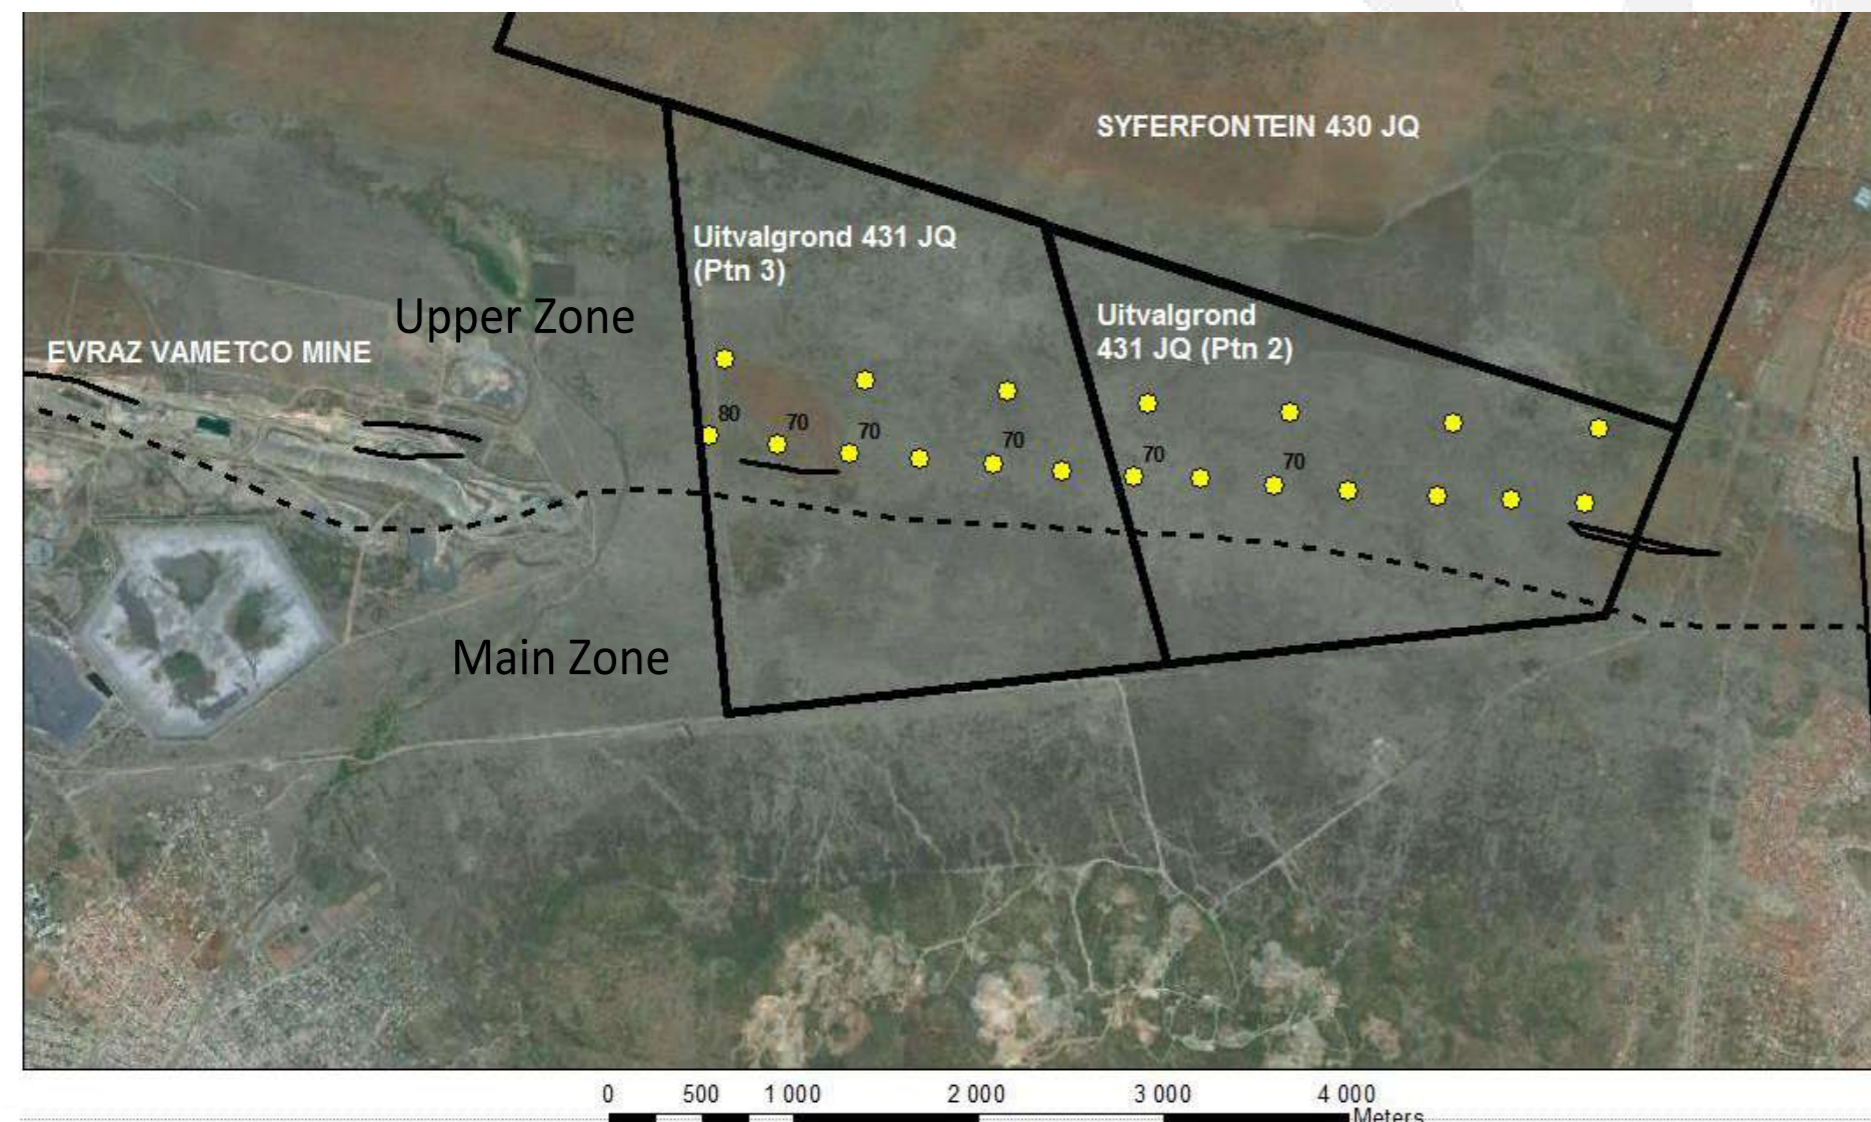 SYFERFONTEIN 430 JQ
Uitvalgrond 431 JQ
(Ptn 3)
Upper Zone
Uitvalgrond
431 JQ (Ptn 2)
EVRAZ VAMETCO MINE
80
70
70
70
70
70
Main Zone
0 500 1 000 2 000 3 000 4 000
Meters